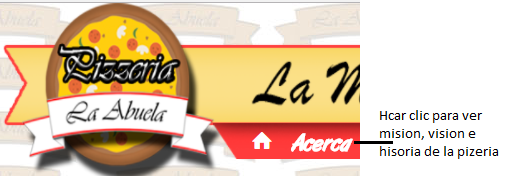 Pizzeria
La Abuela
La M
Acerca
Hcar clic para ver
mision, vision e
hisoria de la pizeria